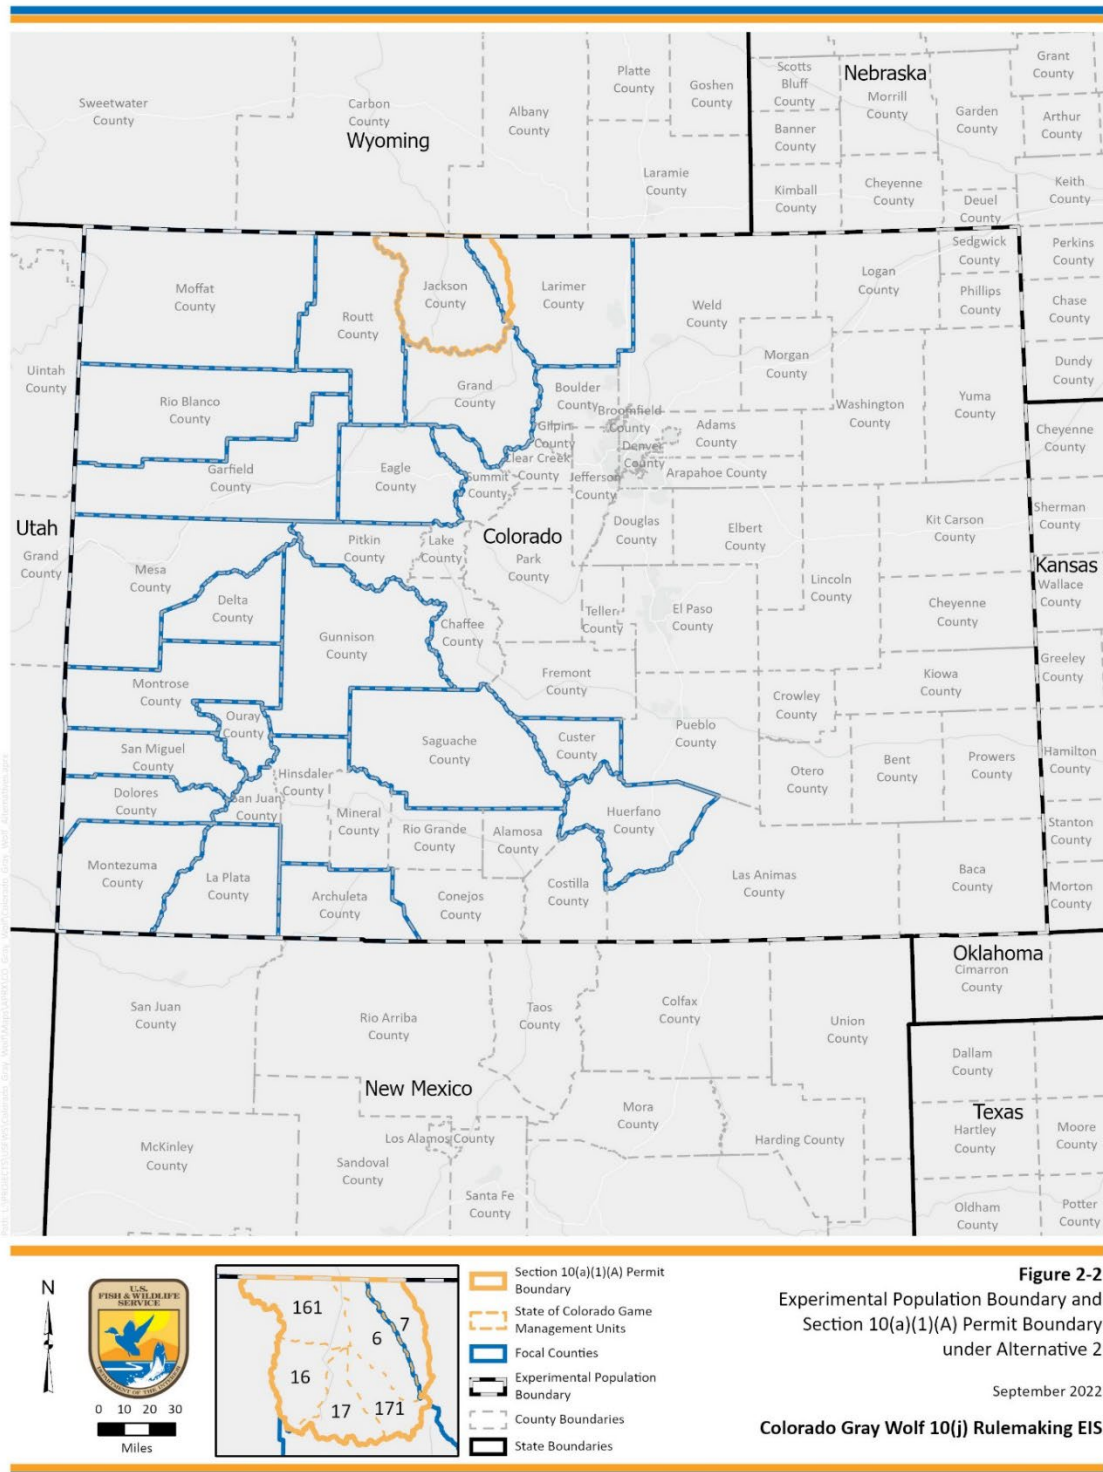 Sweetwater
County
Carbon
County
Wyoming
Albany
County
Platte
County
Goshen
County
Laramie
County
Nebraska
Scotts
Bluff
County
Morrill
County
Garden
County
Grant
County
Arthur
County
Banner
County
Kimball
County
Cheyenne
County
Deuel
County
Keith
County
Sedgwick
County
Perkins
County
Moffat
County
Routt
County
Jackson
County
Larimer
County
Weld
County
Logan
County
Phillips
County
Chase
County
Uintah
County
Rio Blanco
County
Grand
County
Boulder
County
Broomfield
County
Gilpin
County
Clear Creek
County
Denver
County
Adams
County
Arapahoe County
Morgan
County
Washington
County
Yuma
County
Dundy
County
Cheyenne
County
Garfield
County
Eagle
County
Summit
County
Jefferson
County
Utah
Grand
County
Mesa
County
Pitkin
County
Lake
County
Colorado
Park
County
Douglas
County
Elbert
County
Kit Carson
County
Sherman
County
Kansas
Wallace
County
Delta
County
Gunnison
County
Chaffee
County
Teller
County
El Paso
County
Lincoln
County
Cheyenne
County
Greeley
County
Montrose
County
Ouray
County
Fremont
County
Crowley
County
Kiowa
County
San Miguel
County
Saguache
County
Custer
County
Pueblo
County
Otero
County
Bent
County
Prowers
County
Hamilton
County
Dolores
County
San Juan
County
Hinsdale
County
Mineral
County
Rio Grande
County
Alamosa
County
Huerfano
County
Stanton
County
Montezuma
County
La Plata
County
Archuleta
County
Conejos
County
Costilla
County
Las Animas
County
Baca
County
Morton
County
Oklahoma
Cimarron
County
San Juan
County
Rio Arriba
County
Taos
County
Colfax
County
Union
County
New Mexico
Dallam
County
Texas
Hartley
County
Moore
County
McKinley
County
Los Alamos County
Sandoval
County
Santa Fe
County
Mora
County
Harding County
Oldham
County
Potter
County
N
U.S.
FISH & WILDLIFE
SERVICE
DEPARTMENT OF THE INTERIOR
0 10 20 30
Miles
161
6
7
16
17
171
Section 10(a)(1)(A) Permit
Boundary
State of Colorado Game
Management Units
Focal Counties
Experimental Population
Boundary
County Boundaries
State Boundaries
Figure 2-2
Experimental Population Boundary and
Section 10(a)(1)(A) Permit Boundary
under Alternative 2
September 2022
Colorado Gray Wolf 10(j) Rulemaking EIS